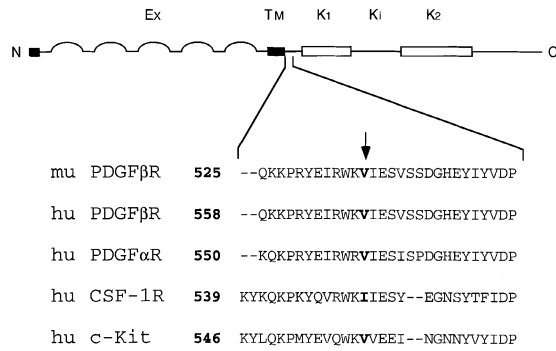 Ex TM K1 Ki K2
N C
mu PDGFβR 525 --QKKPRYEIRWKVIESVSSDGHEYIYVDP
hu PDGFβR 558 --QKKPRYEIRWKVIESVSSDGHEYIYVDP
hu PDGFαR 550 --KQKPRYEIRWRVIESISPDGHEYIYVDP
hu CSF-1R 539 KYKQKPKYQVRWKIIESY--EGNSYTFIDP
hu c-Kit 546 KYLQKPMYEVQWKVVEEI--NGNNYVYIDP